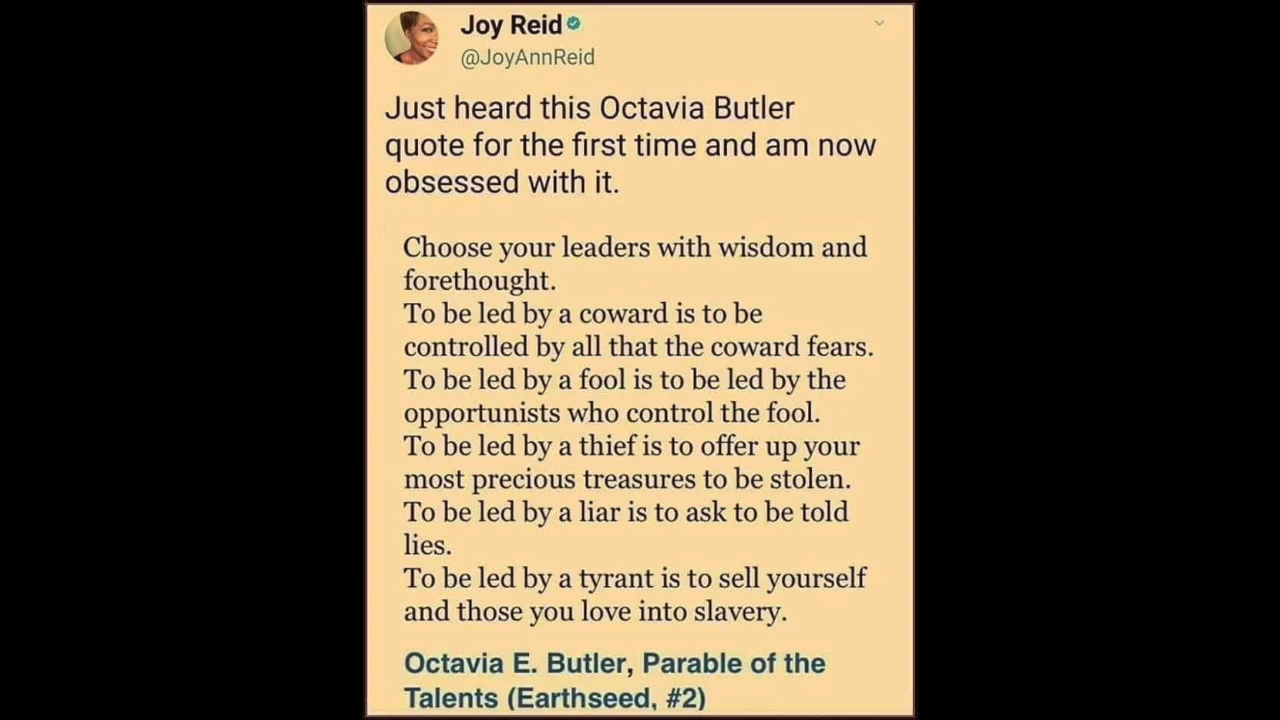 Joy Reid
@JoyAnnReid
Just heard this Octavia Butler
quote for the first time and am now
obsessed with it.
Choose your leaders with wisdom and
forethought.
To be led by a coward is to be
controlled by all that the coward fears.
To be led by a fool is to be led by the
opportunists who control the fool.
To be led by a thief is to offer up your
most precious treasures to be stolen.
To be led by a liar is to ask to be told
lies.
To be led by a tyrant is to sell yourself
and those you love into slavery.
Octavia E. Butler, Parable of the
Talents (Earthseed, #2)